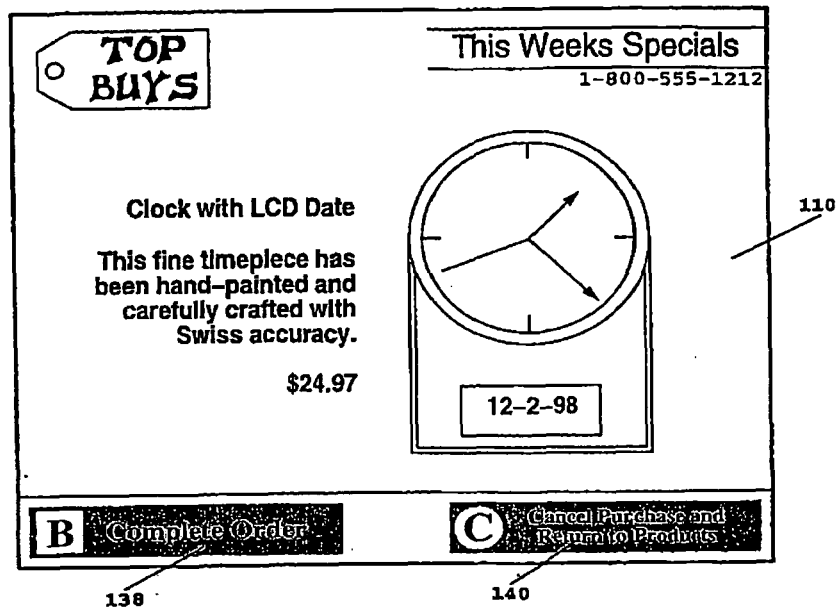 TOP
BUYS
This Weeks Specials
1-800-555-1212
Clock with LCD Date
This fine timepiece has
been hand-painted and
carefully crafted with
Swiss accuracy.
$24.97
12-2-98
110
B Complete Order
C Cancel Purchase and
Return to Products
138
140